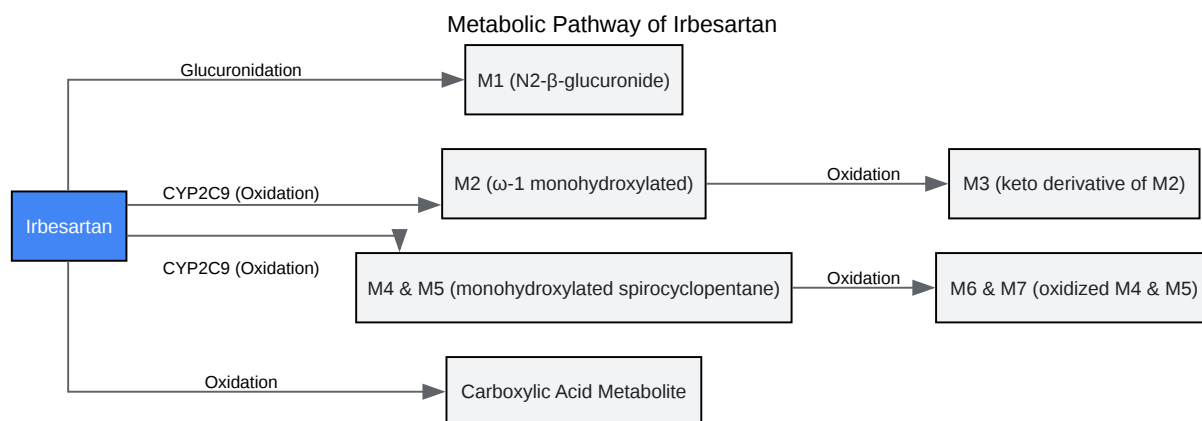 Metabolic Pathway of Irbesartan
Glucuronidation
M1 (N2-β-glucuronide)
CYP2C9 (Oxidation)
M2 (ω-1 monohydroxylated)
Oxidation
M3 (keto derivative of M2)
Irbesartan
CYP2C9 (Oxidation)
M4 & M5 (monohydroxylated spirocyclopentane)
Oxidation
M6 & M7 (oxidized M4 & M5)
Oxidation
Carboxylic Acid Metabolite